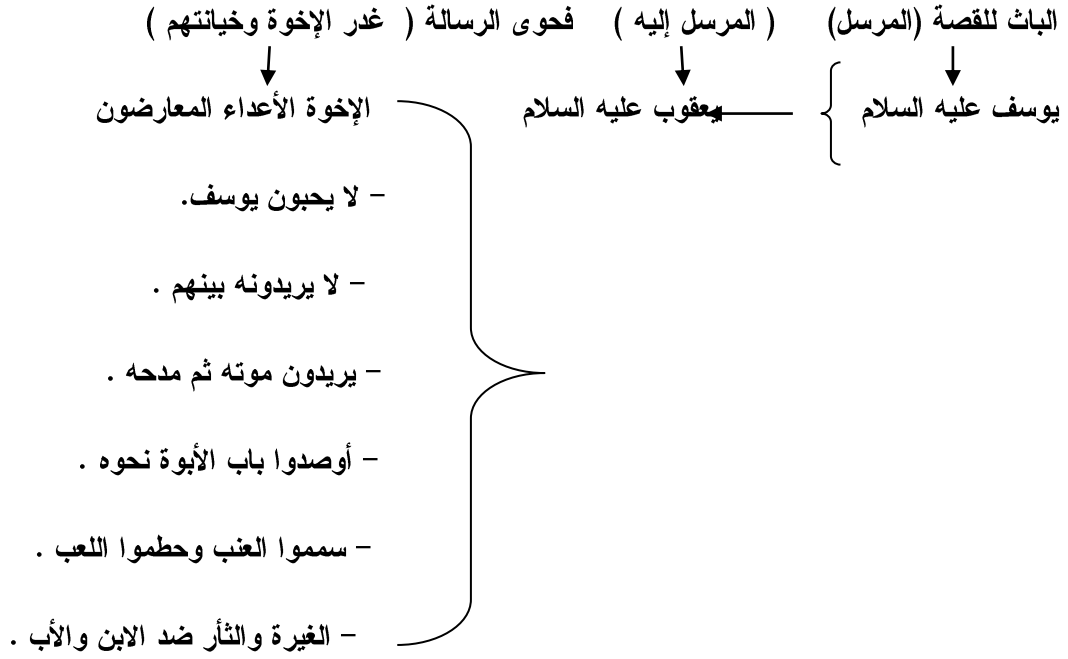 الباث للقصة (المرسل) ( المرسل إليه ) فحوى الرسالة ( غدر الإخوة وخيانتهم )
يوسف عليه السلام يعقوب عليه السلام الإخوة الأعداء المعارضون
– لا يحبون يوسف.
– لا يريدونه بينهم .
– يريدون موته ثم مدحه .
– أوصدوا باب الأبوة نحوه .
– سمموا العنب وحطموا اللعب .
– الغيرة والثأر ضد الابن والأب .